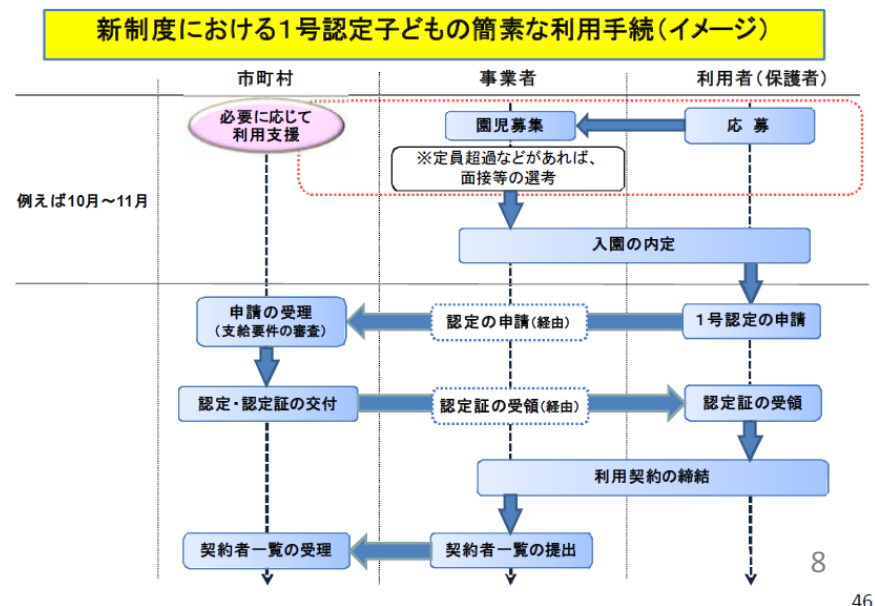 新制度における1号認定子どもの簡素な利用手続(イメージ)
市町村
事業者
利用者(保護者)
必要に応じて
利用支援
園児募集
応 募
※定員超過などがあれば、
面接等の選考
例えば10月～11月
入園の内定
申請の受理
(支給要件の審査)
認定の申請(経由)
1号認定の申請
認定・認定証の交付
認定証の受領(経由)
認定証の受領
利用契約の締結
契約者一覧の受理
契約者一覧の提出
8
46